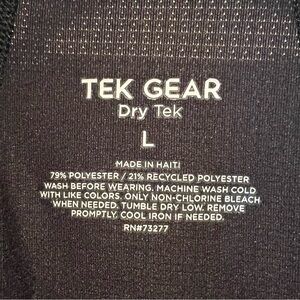 TEK GEAR
Dry Tek
L
MADE IN HAITI
79% POLYESTER / 21% RECYCLED POLYESTER
WASH BEFORE WEARING. MACHINE WASH COLD
WITH LIKE COLORS. ONLY NON-CHLORINE BLEACH
WHEN NEEDED. TUMBLE DRY LOW. REMOVE
PROMPTLY. COOL IRON IF NEEDED.
RN#73277